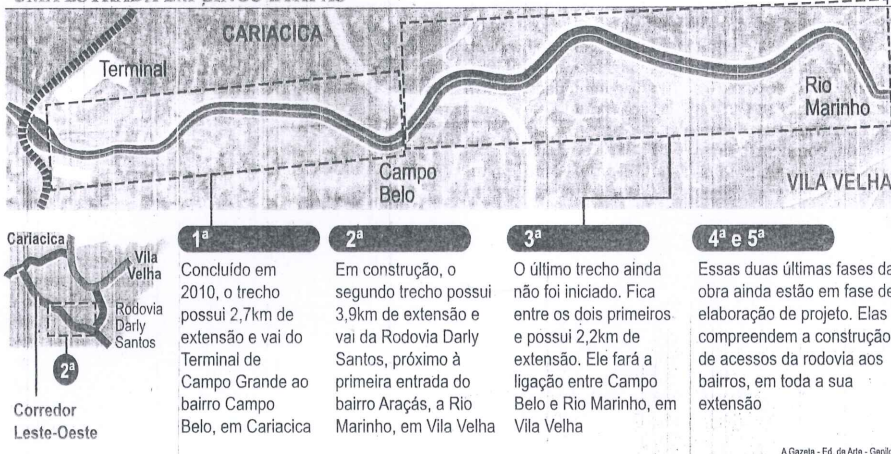 CARIACICA
Terminal
Rio
Marinho
Campo
Belo
VILA VELHA
Cariacica
Vila
Velha
Rodovia
Darly
Santos
2ª
Corredor
Leste-Oeste
1ª
Concluído em
2010, o trecho
possui 2,7km de
extensão e vai do
Terminal de
Campo Grande ao
bairro Campo
Belo, em Cariacica
2ª
Em construção, o
segundo trecho possui
3,9km de extensão e
vai da Rodovia Darly
Santos, próximo à
primeira entrada do
bairro Araçás, a Rio
Marinho, em Vila Velha
3ª
O último trecho ainda
não foi iniciado. Fica
entre os dois primeiros
e possui 2,2km de
extensão. Ele fará a
ligação entre Campo
Belo e Rio Marinho, em
Vila Velha
4ª e 5ª
Essas duas últimas fases da
obra ainda estão em fase de
elaboração de projeto. Elas
compreendem a construção
de acessos da rodovia aos
bairros, em toda a sua
extensão
A Gazeta - Ed. de Arte - Genildo